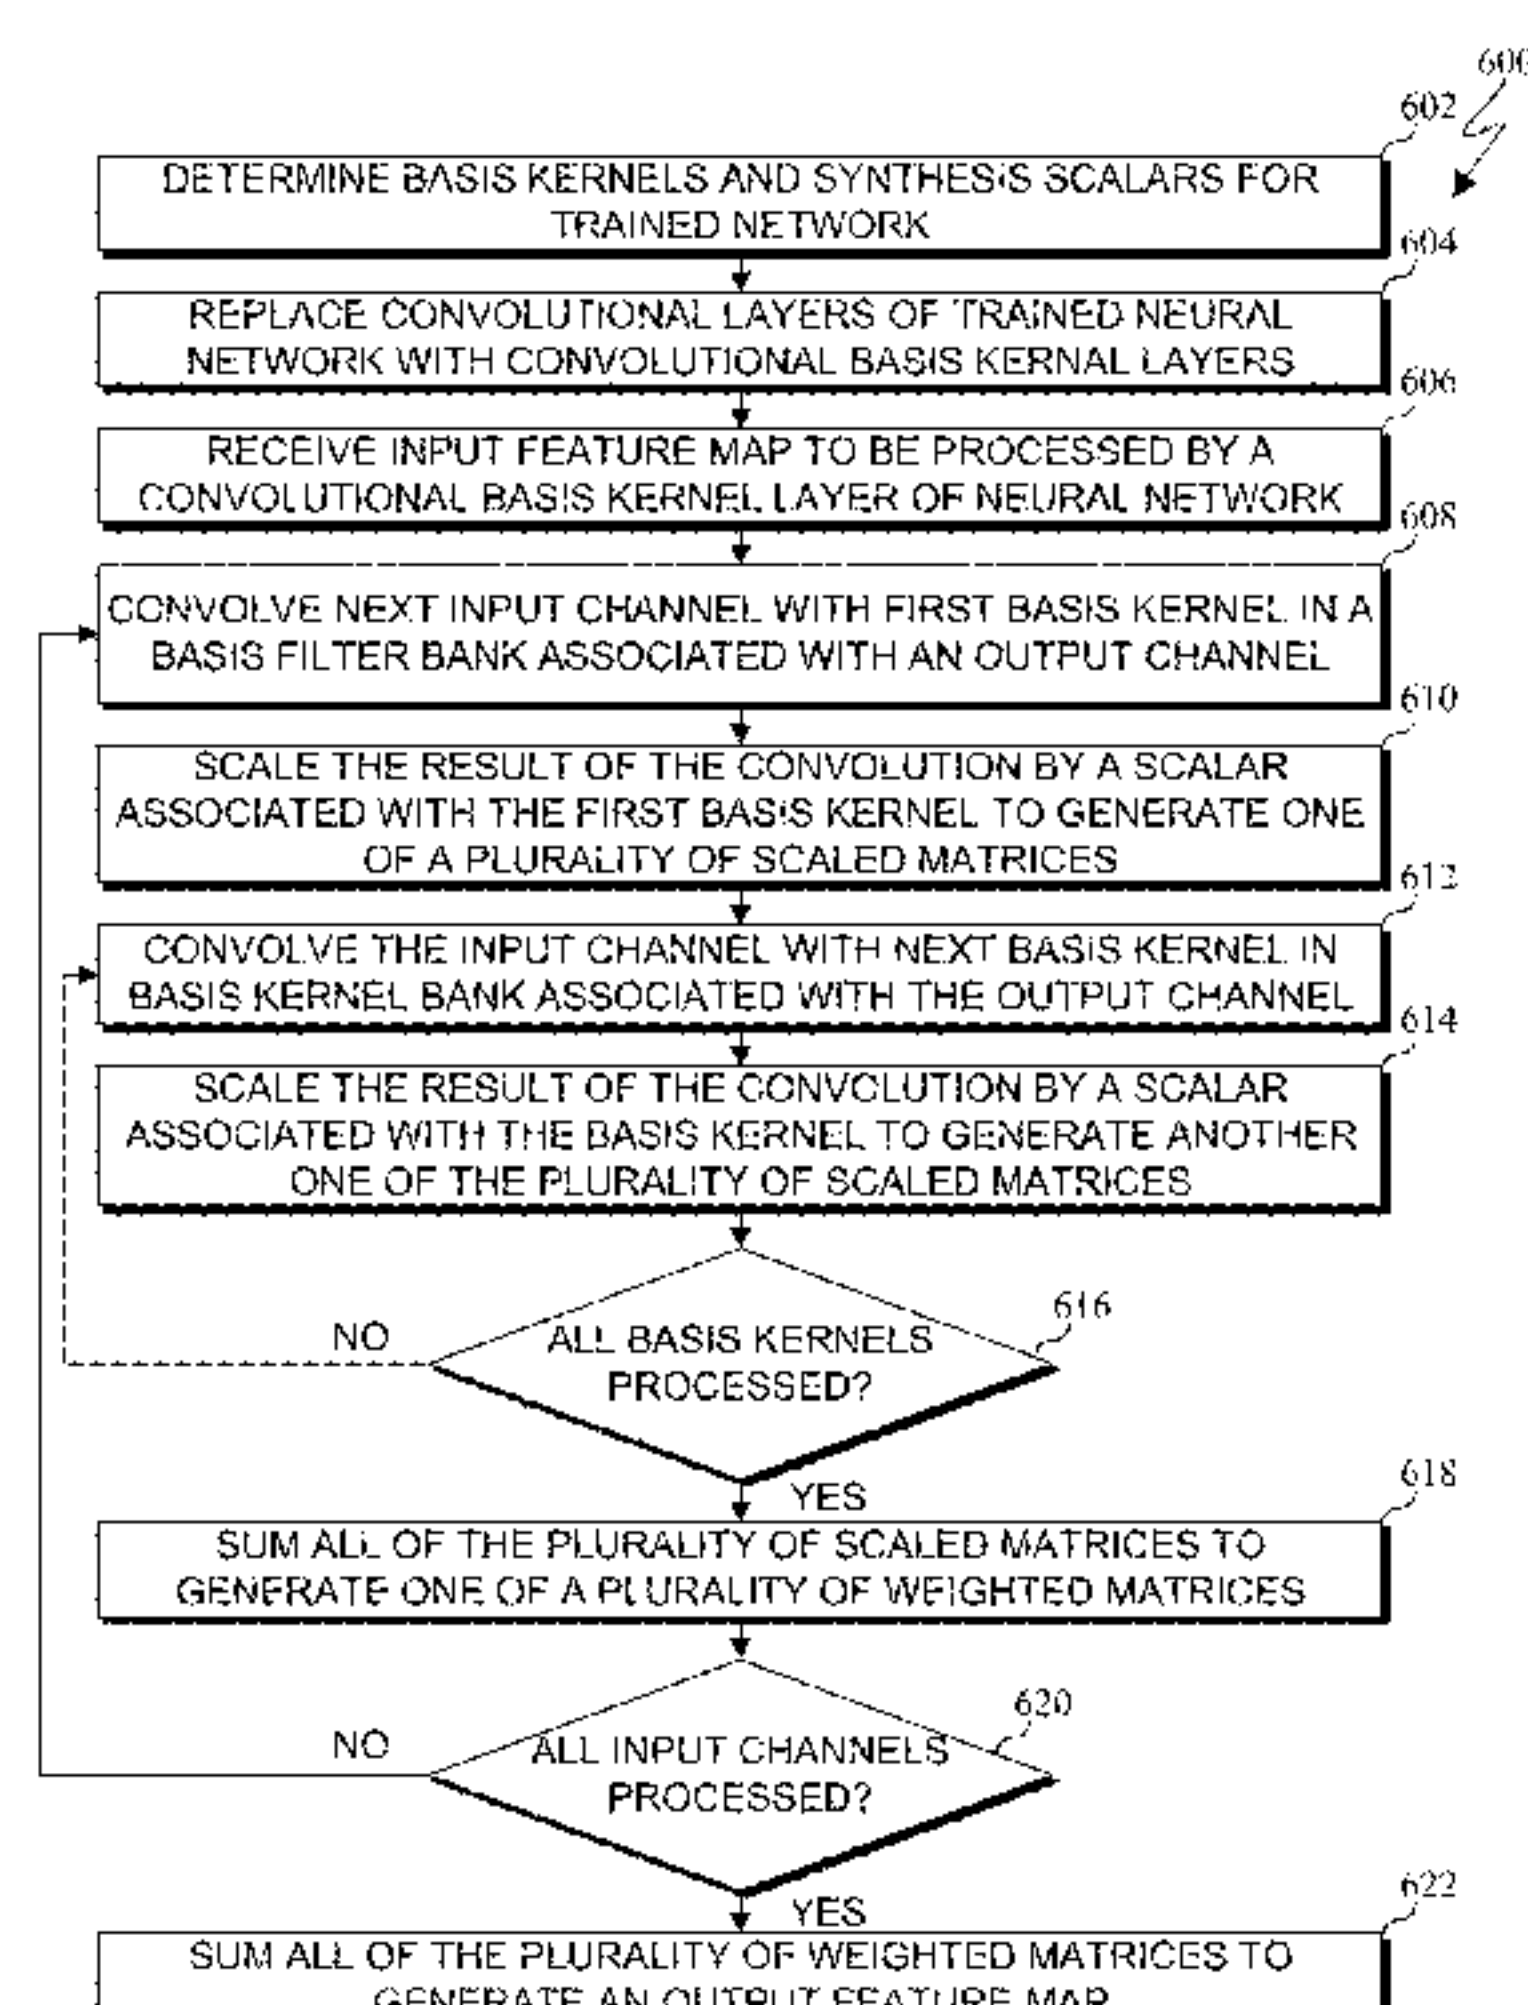 600
602
DETERMINE BASIS KERNELS AND SYNTHESIS SCALARS FOR
TRAINED NETWORK
604
REPLACE CONVOLUTIONAL LAYERS OF TRAINED NEURAL
NETWORK WITH CONVOLUTIONAL BASIS KERNAL LAYERS
606
RECEIVE INPUT FEATURE MAP TO BE PROCESSED BY A
CONVOLUTIONAL BASIS KERNEL LAYER OF NEURAL NETWORK
608
CONVOLVE NEXT INPUT CHANNEL WITH FIRST BASIS KERNEL IN A
BASIS FILTER BANK ASSOCIATED WITH AN OUTPUT CHANNEL
610
SCALE THE RESULT OF THE CONVOLUTION BY A SCALAR
ASSOCIATED WITH THE FIRST BASIS KERNEL TO GENERATE ONE
OF A PLURALITY OF SCALED MATRICES
612
CONVOLVE THE INPUT CHANNEL WITH NEXT BASIS KERNEL IN
BASIS KERNEL BANK ASSOCIATED WITH THE OUTPUT CHANNEL
614
SCALE THE RESULT OF THE CONVOLUTION BY A SCALAR
ASSOCIATED WITH THE BASIS KERNEL TO GENERATE ANOTHER
ONE OF THE PLURALITY OF SCALED MATRICES
616
NO
ALL BASIS KERNELS
PROCESSED?
YES
618
SUM ALL OF THE PLURALITY OF SCALED MATRICES TO
GENERATE ONE OF A PLURALITY OF WEIGHTED MATRICES
620
NO
ALL INPUT CHANNELS
PROCESSED?
YES
622
SUM ALL OF THE PLURALITY OF WEIGHTED MATRICES TO
GENERATE AN OUTPUT FEATURE MAP